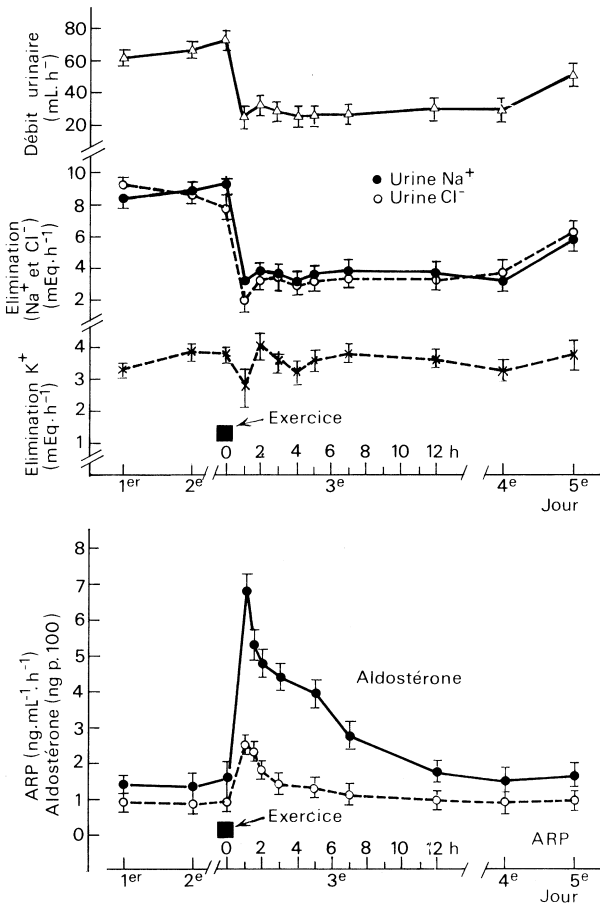 Débit urinaire
(mL.h⁻)
80
60
40
20
Elimination
(Na⁺ et Cl⁻)
(mEq·h⁻¹)
10
8
6
4
2
Urine Na⁺
Urine Cl⁻
Elimination K⁺
(mEq·h⁻¹)
4
3
2
1
Exercice
0 2 4 6 8 10 12 h
1er 2e 3e 4e 5e
Jour
ARP (ng.mL⁻¹.h⁻¹)
Aldostérone (ng p.100)
8
7
6
5
4
3
2
1
0
Aldostérone
Exercice
ARP
0 2 4 6 8 10 12 h
1er 2e 3e 4e 5e
Jour